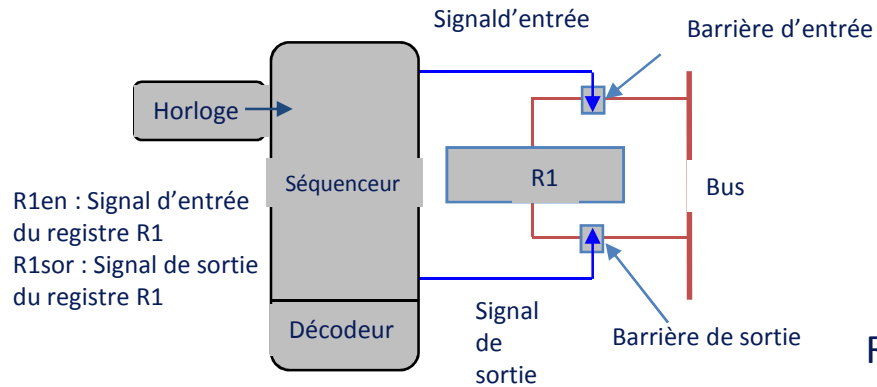 Signald’entrée
Barrière d’entrée
Horloge
Séquenceur
R1
Bus
R1en : Signal d’entrée
du registre R1
R1sor : Signal de sortie
du registre R1
Décodeur
Signal
de
sortie
Barrière de sortie
F